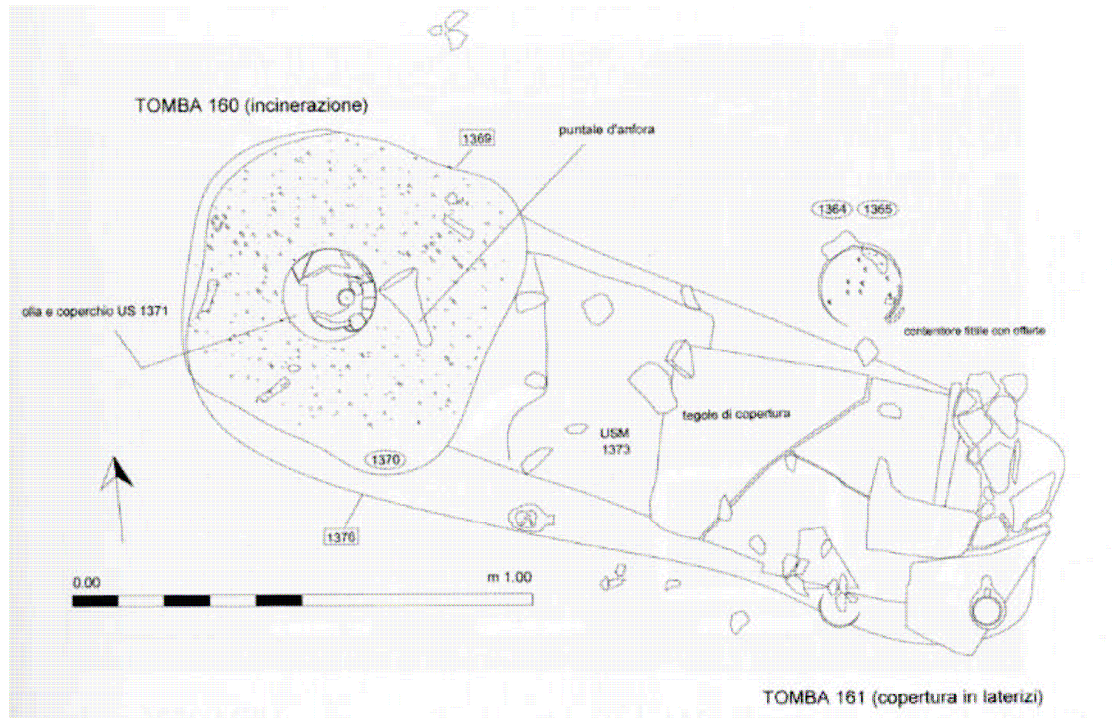 TOMBA 160 (incinerazione)
1369
puntale d'anfora
1364 1365
olla e coperchio US 1371
contenitore fittile con offerte
tegole di copertura
USM
1373
1370
1376
0.00
m 1.00
TOMBA 161 (copertura in laterizi)